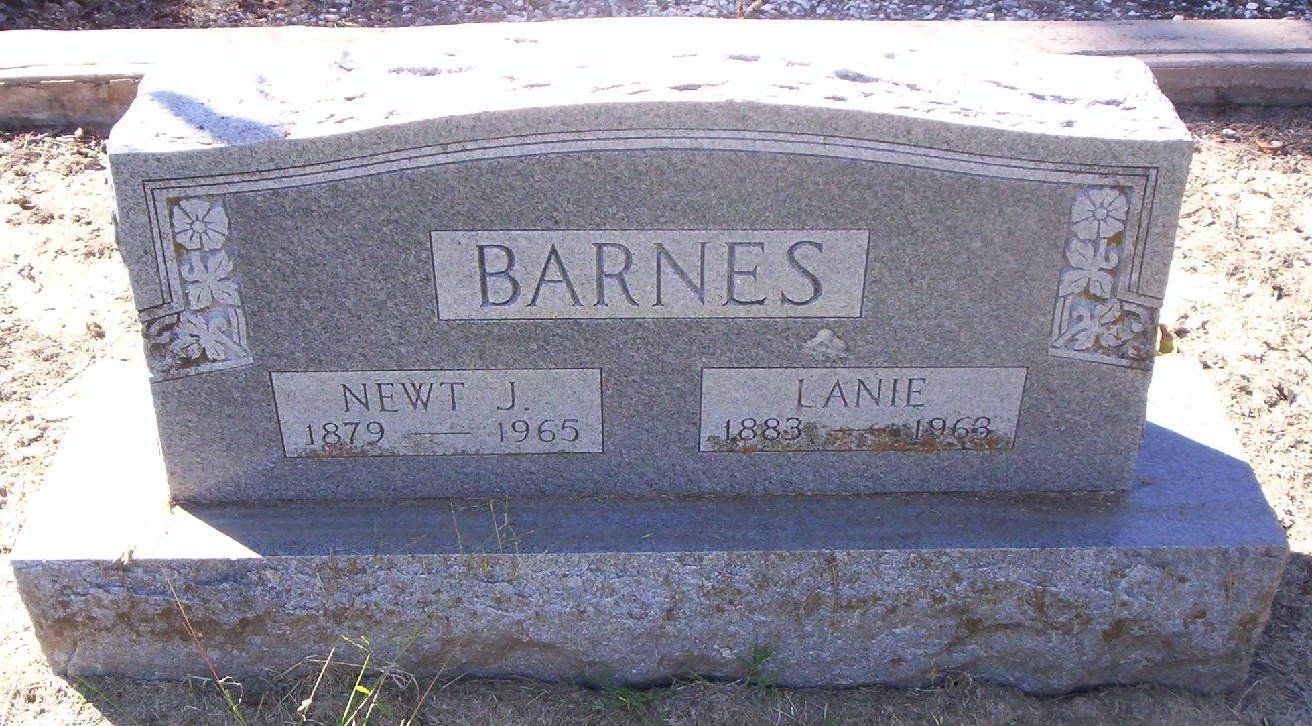 BARNES
NEWT J.
1879 — 1965
LANIE
1883 — 1963